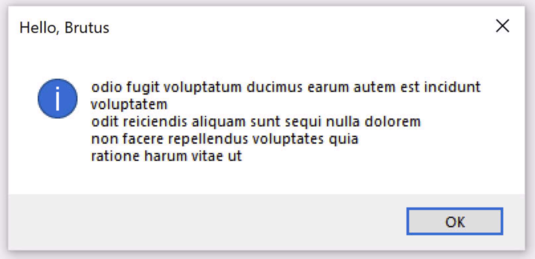 Hello, Brutus
odio fugit voluptatum ducimus earum autem est incidunt
voluptatem
odit reiciendis aliquam sunt sequi nulla dolorem
non facere repellendus voluptates quia
ratione harum vitae ut
OK